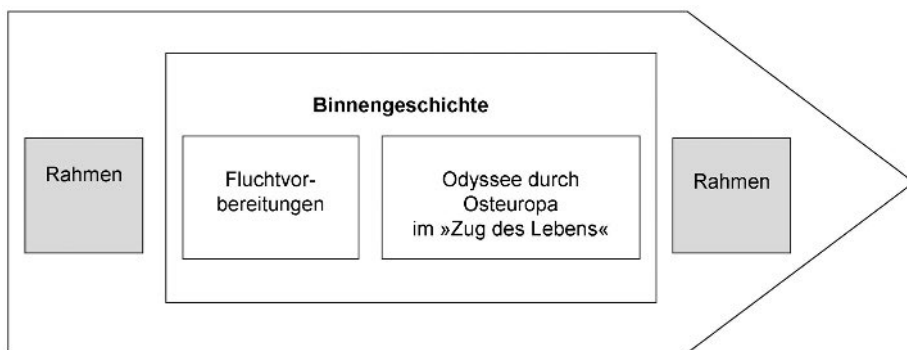 Binnengeschichte
Rahmen
Fluchtvor-
bereitungen
Odyssee durch
Osteuropa
im »Zug des Lebens«
Rahmen